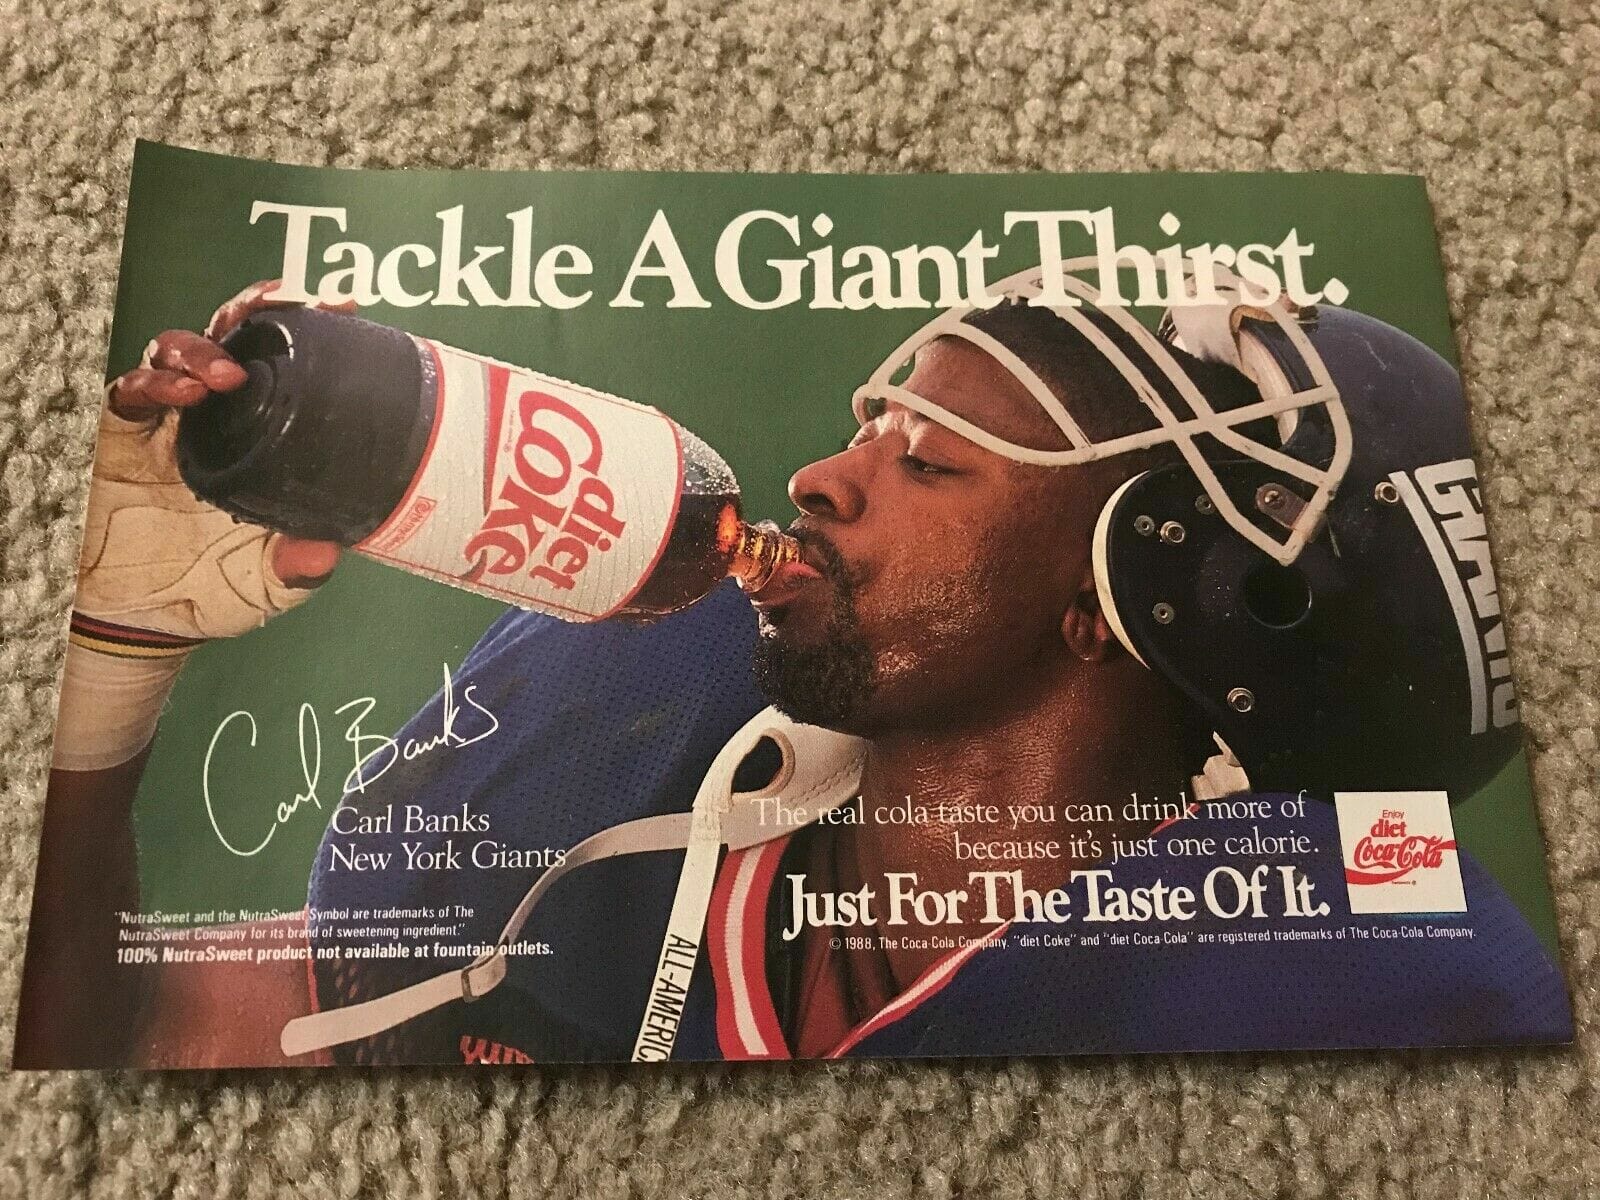 Tackle A Giant Thirst.
diet
Coke
GIANTS
Carl Banks
Carl Banks
New York Giants
The real cola taste you can drink more of
because it's just one calorie.
Just For The Taste Of It.
Enjoy
diet
Coca-Cola
"NutraSweet and the NutraSweet Symbol are trademarks of The
NutraSweet Company for its brand of sweetening ingredient."
100% NutraSweet product not available at fountain outlets.
© 1988, The Coca-Cola Company. "diet Coke" and "diet Coca-Cola" are registered trademarks of The Coca-Cola Company.
ALL-AMERICA